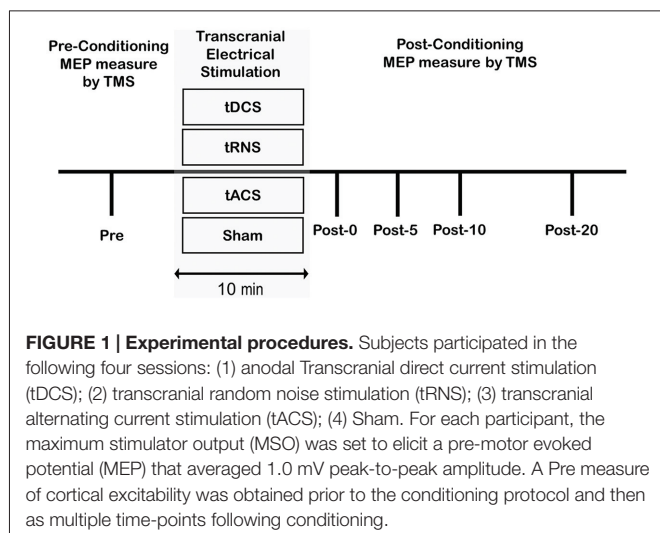 Pre-Conditioning
MEP measure
by TMS
Transcranial
Electrical
Stimulation
Post-Conditioning
MEP measure by TMS
tDCS
tRNS
tACS
Sham
Pre
Post-0
Post-5
Post-10
Post-20
10 min
FIGURE 1 | Experimental procedures. Subjects participated in the
following four sessions: (1) anodal Transcranial direct current stimulation
(tDCS); (2) transcranial random noise stimulation (tRNS); (3) transcranial
alternating current stimulation (tACS); (4) Sham. For each participant, the
maximum stimulator output (MSO) was set to elicit a pre-motor evoked
potential (MEP) that averaged 1.0 mV peak-to-peak amplitude. A Pre measure
of cortical excitability was obtained prior to the conditioning protocol and then
as multiple time-points following conditioning.